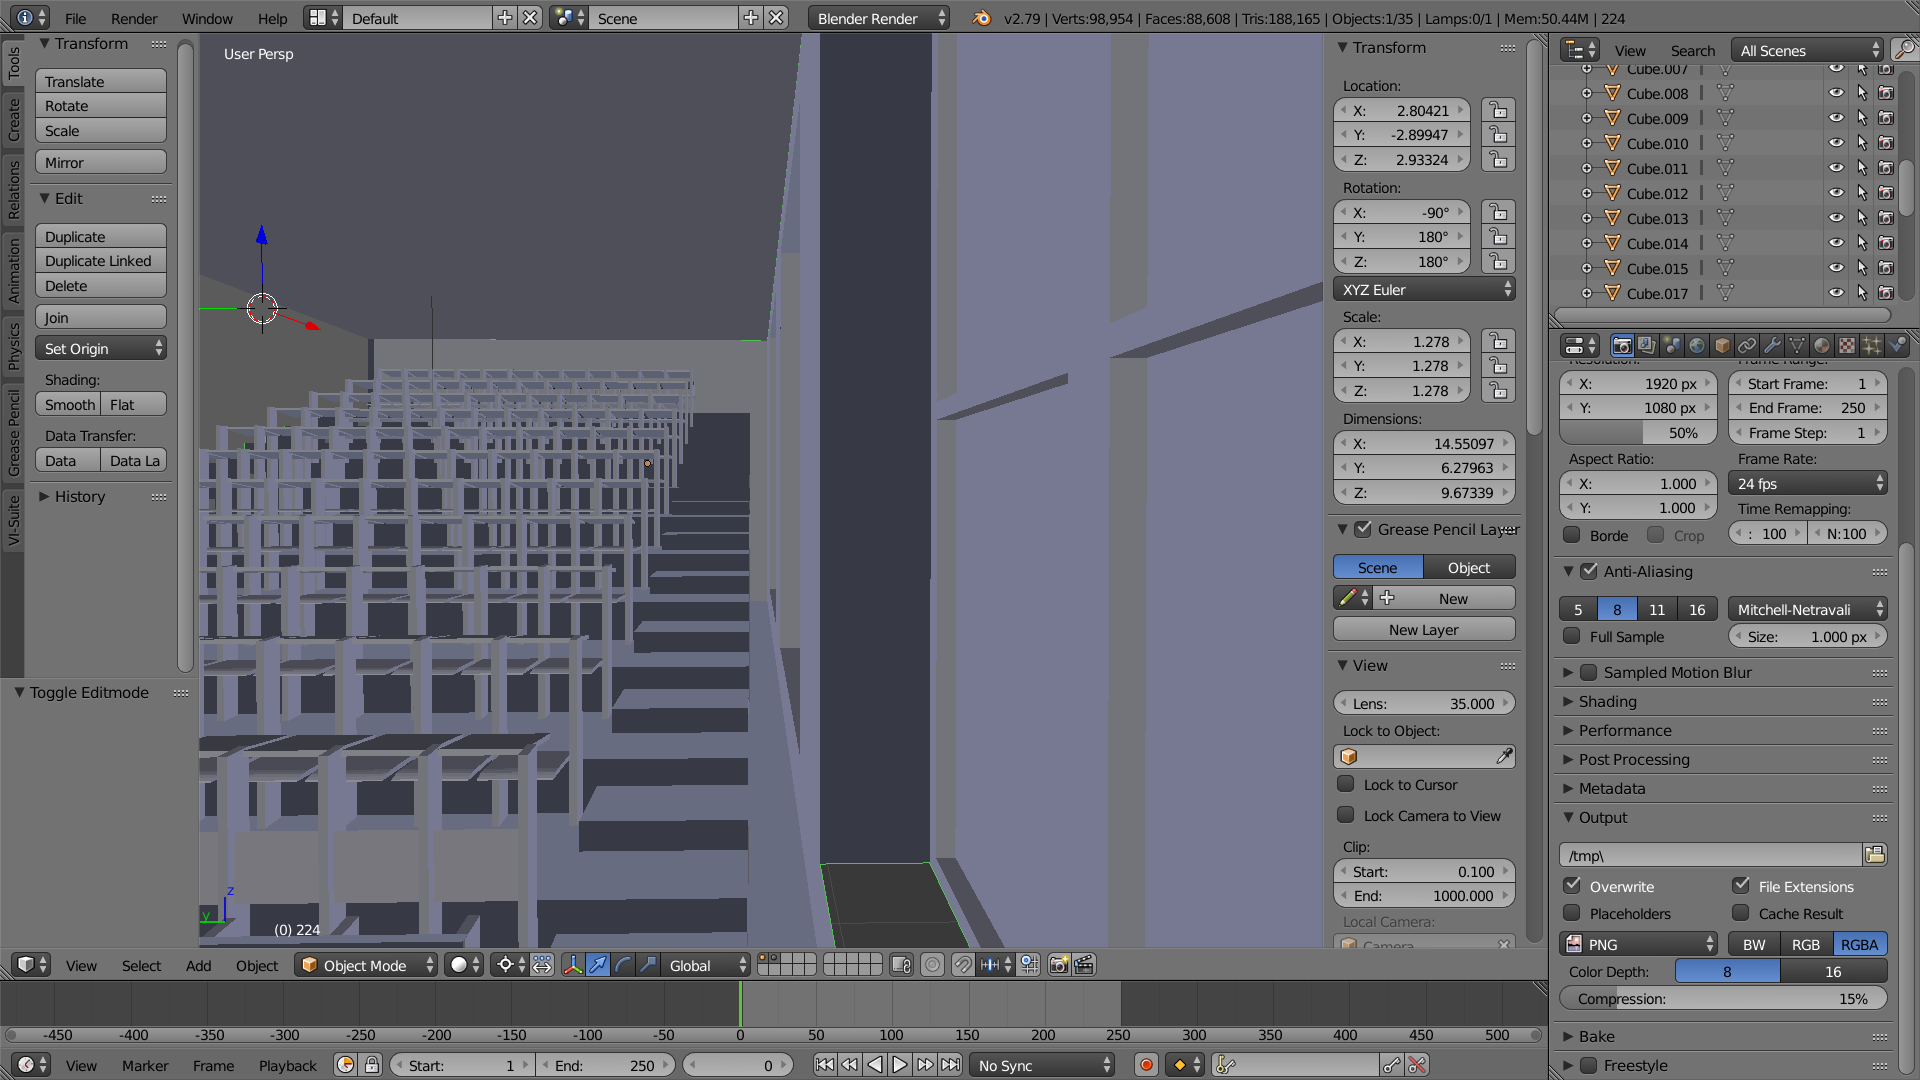 File Render Window Help Default Scene Blender Render v2.79 | Verts:98,954 | Faces:88,608 | Tris:188,165 | Objects:1/35 | Lamps:0/1 | Mem:50.44M | 224
Tools
Create
Relations
Animation
Physics
Grease Pencil
VI-Suite
Transform
Translate
Rotate
Scale
Mirror
Edit
Duplicate
Duplicate Linked
Delete
Join
Set Origin
Shading:
Smooth Flat
Data Transfer:
Data Data La
History
Toggle Editmode
User Persp
z
y
(0) 224
Transform
Location:
X: 2.80421
Y: -2.89947
Z: 2.93324
Rotation:
X: -90°
Y: 180°
Z: 180°
XYZ Euler
Scale:
X: 1.278
Y: 1.278
Z: 1.278
Dimensions:
X: 14.55097
Y: 6.27963
Z: 9.67339
Grease Pencil Layer
Scene Object
New
New Layer
View
Lens: 35.000
Lock to Object:
Lock to Cursor
Lock Camera to View
Clip:
Start: 0.100
End: 1000.000
Local Camera:
Camera
View Search All Scenes
Cube.007
Cube.008
Cube.009
Cube.010
Cube.011
Cube.012
Cube.013
Cube.014
Cube.015
Cube.017
Resolution: Frame Range:
X: 1920 px Start Frame: 1
Y: 1080 px End Frame: 250
50% Frame Step: 1
Aspect Ratio: Frame Rate:
X: 1.000 24 fps
Y: 1.000 Time Remapping:
Borde Crop : 100 N:100
Anti-Aliasing
5 8 11 16 Mitchell-Netravali
Full Sample Size: 1.000 px
Sampled Motion Blur
Shading
Performance
Post Processing
Metadata
Output
/tmp\
Overwrite File Extensions
Placeholders Cache Result
PNG BW RGB RGBA
Color Depth: 8 16
Compression: 15%
Bake
Freestyle
View Select Add Object Object Mode Global
-450 -400 -350 -300 -250 -200 -150 -100 -50 0 50 100 150 200 250 300 350 400 450 500
View Marker Frame Playback Start: 1 End: 250 0 No Sync